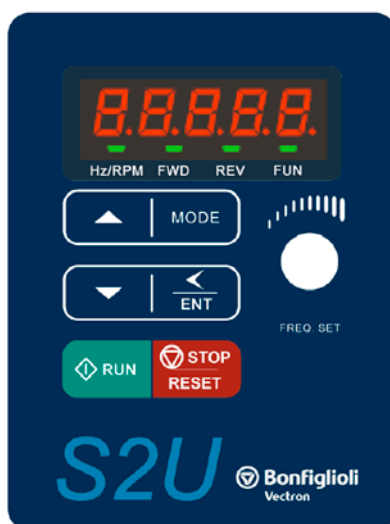 8.8.8.8.8.
Hz/RPM FWD REV FUN
MODE
ENT
FREQ. SET
RUN STOP
RESET
S2U Bonfiglioli
Vectron